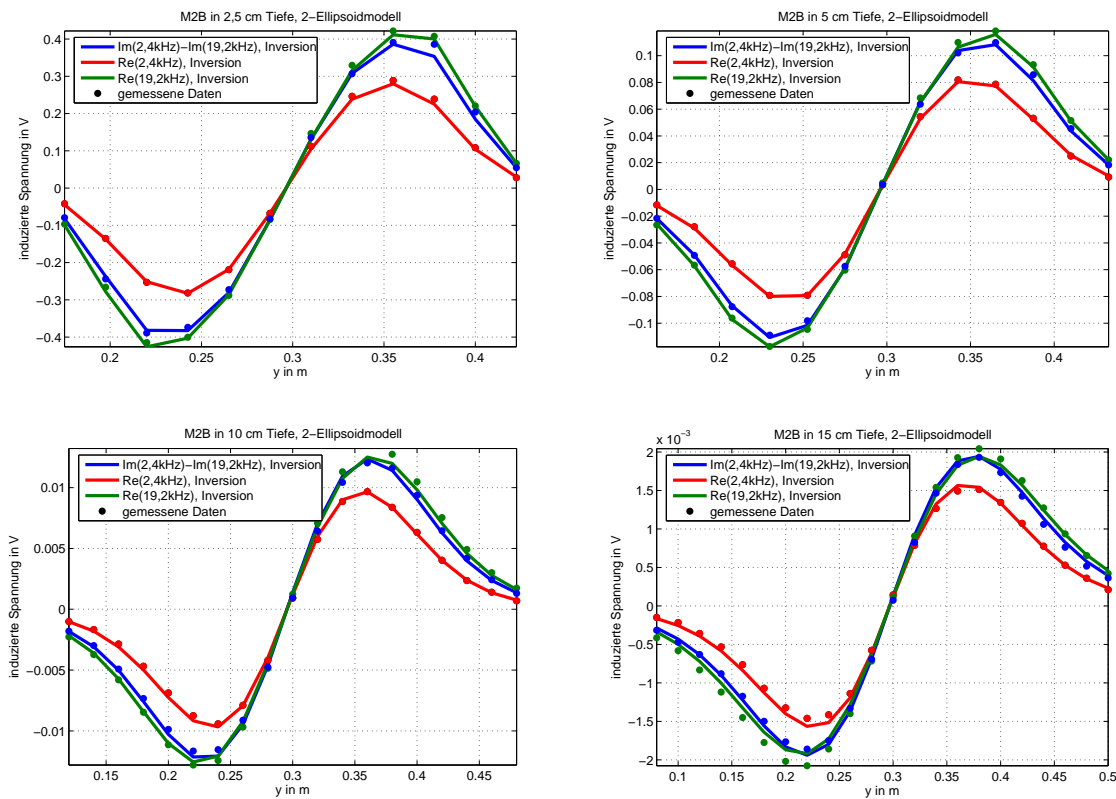 M2B in 2,5 cm Tiefe, 2−Ellipsoidmodell
0.4
0.3
0.2
0.1
0
−0.1
−0.2
−0.3
−0.4
induzierte Spannung in V
Im(2,4kHz)−Im(19,2kHz), Inversion
Re(2,4kHz), Inversion
Re(19,2kHz), Inversion
gemessene Daten
0.2 0.25 0.3 0.35 0.4
y in m
M2B in 5 cm Tiefe, 2−Ellipsoidmodell
0.1
0.08
0.06
0.04
0.02
0
−0.02
−0.04
−0.06
−0.08
−0.1
induzierte Spannung in V
Im(2,4kHz)−Im(19,2kHz), Inversion
Re(2,4kHz), Inversion
Re(19,2kHz), Inversion
gemessene Daten
0.2 0.25 0.3 0.35 0.4
y in m
M2B in 10 cm Tiefe, 2−Ellipsoidmodell
0.01
0.005
0
−0.005
−0.01
induzierte Spannung in V
Im(2,4kHz)−Im(19,2kHz), Inversion
Re(2,4kHz), Inversion
Re(19,2kHz), Inversion
gemessene Daten
0.15 0.2 0.25 0.3 0.35 0.4 0.45
y in m
M2B in 15 cm Tiefe, 2−Ellipsoidmodell
x 10⁻³
2
1.5
1
0.5
0
−0.5
−1
−1.5
−2
induzierte Spannung in V
Im(2,4kHz)−Im(19,2kHz), Inversion
Re(2,4kHz), Inversion
Re(19,2kHz), Inversion
gemessene Daten
0.1 0.15 0.2 0.25 0.3 0.35 0.4 0.45 0.5
y in m